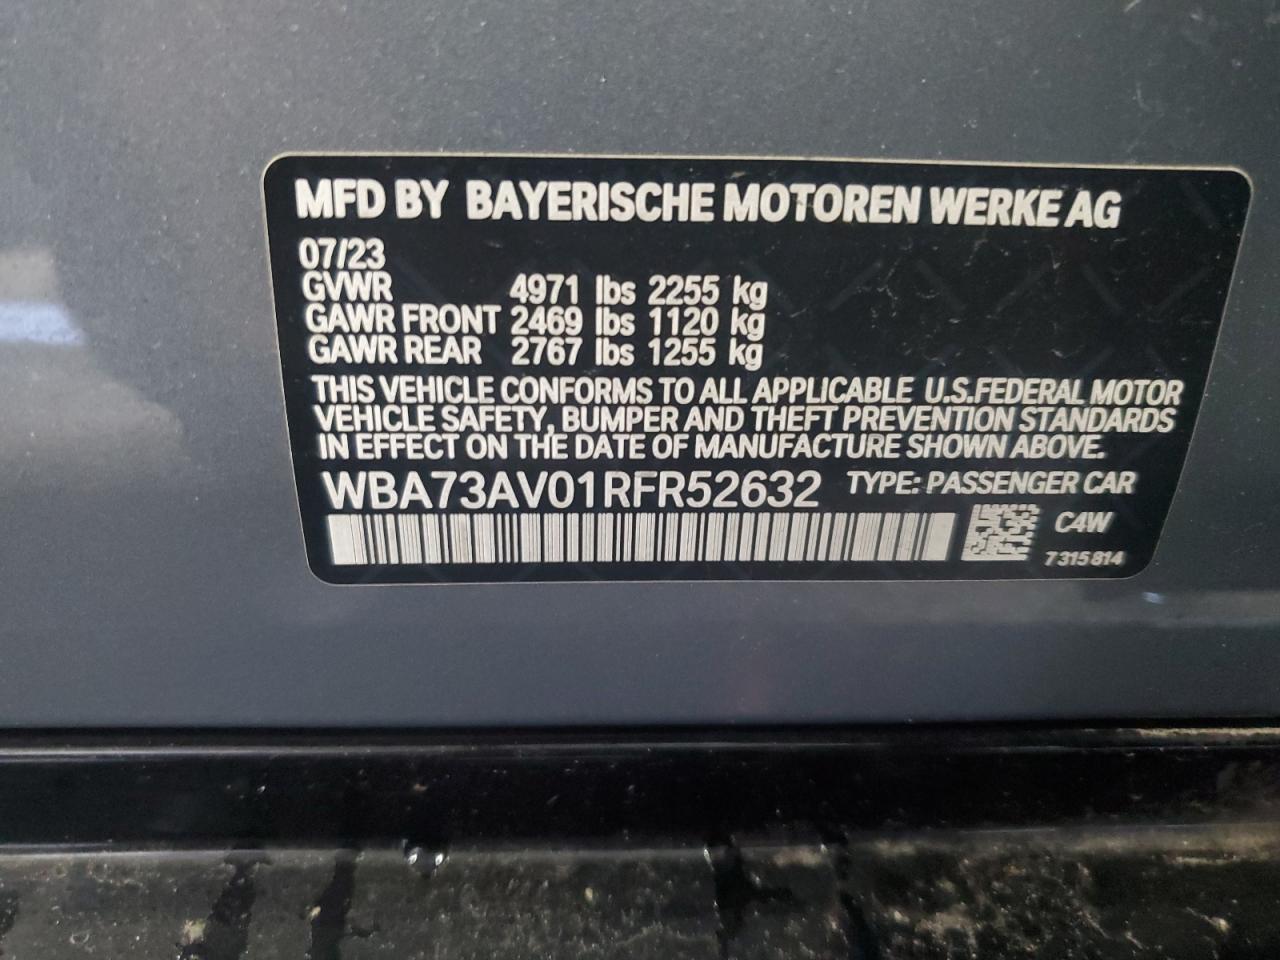 MFD BY BAYERISCHE MOTOREN WERKE AG
07/23
GVWR 4971 lbs 2255 kg
GAWR FRONT 2469 lbs 1120 kg
GAWR REAR 2767 lbs 1255 kg
THIS VEHICLE CONFORMS TO ALL APPLICABLE U.S.FEDERAL MOTOR
VEHICLE SAFETY, BUMPER AND THEFT PREVENTION STANDARDS
IN EFFECT ON THE DATE OF MANUFACTURE SHOWN ABOVE.
WBA73AV01RFR52632 TYPE: PASSENGER CAR
C4W
7315814